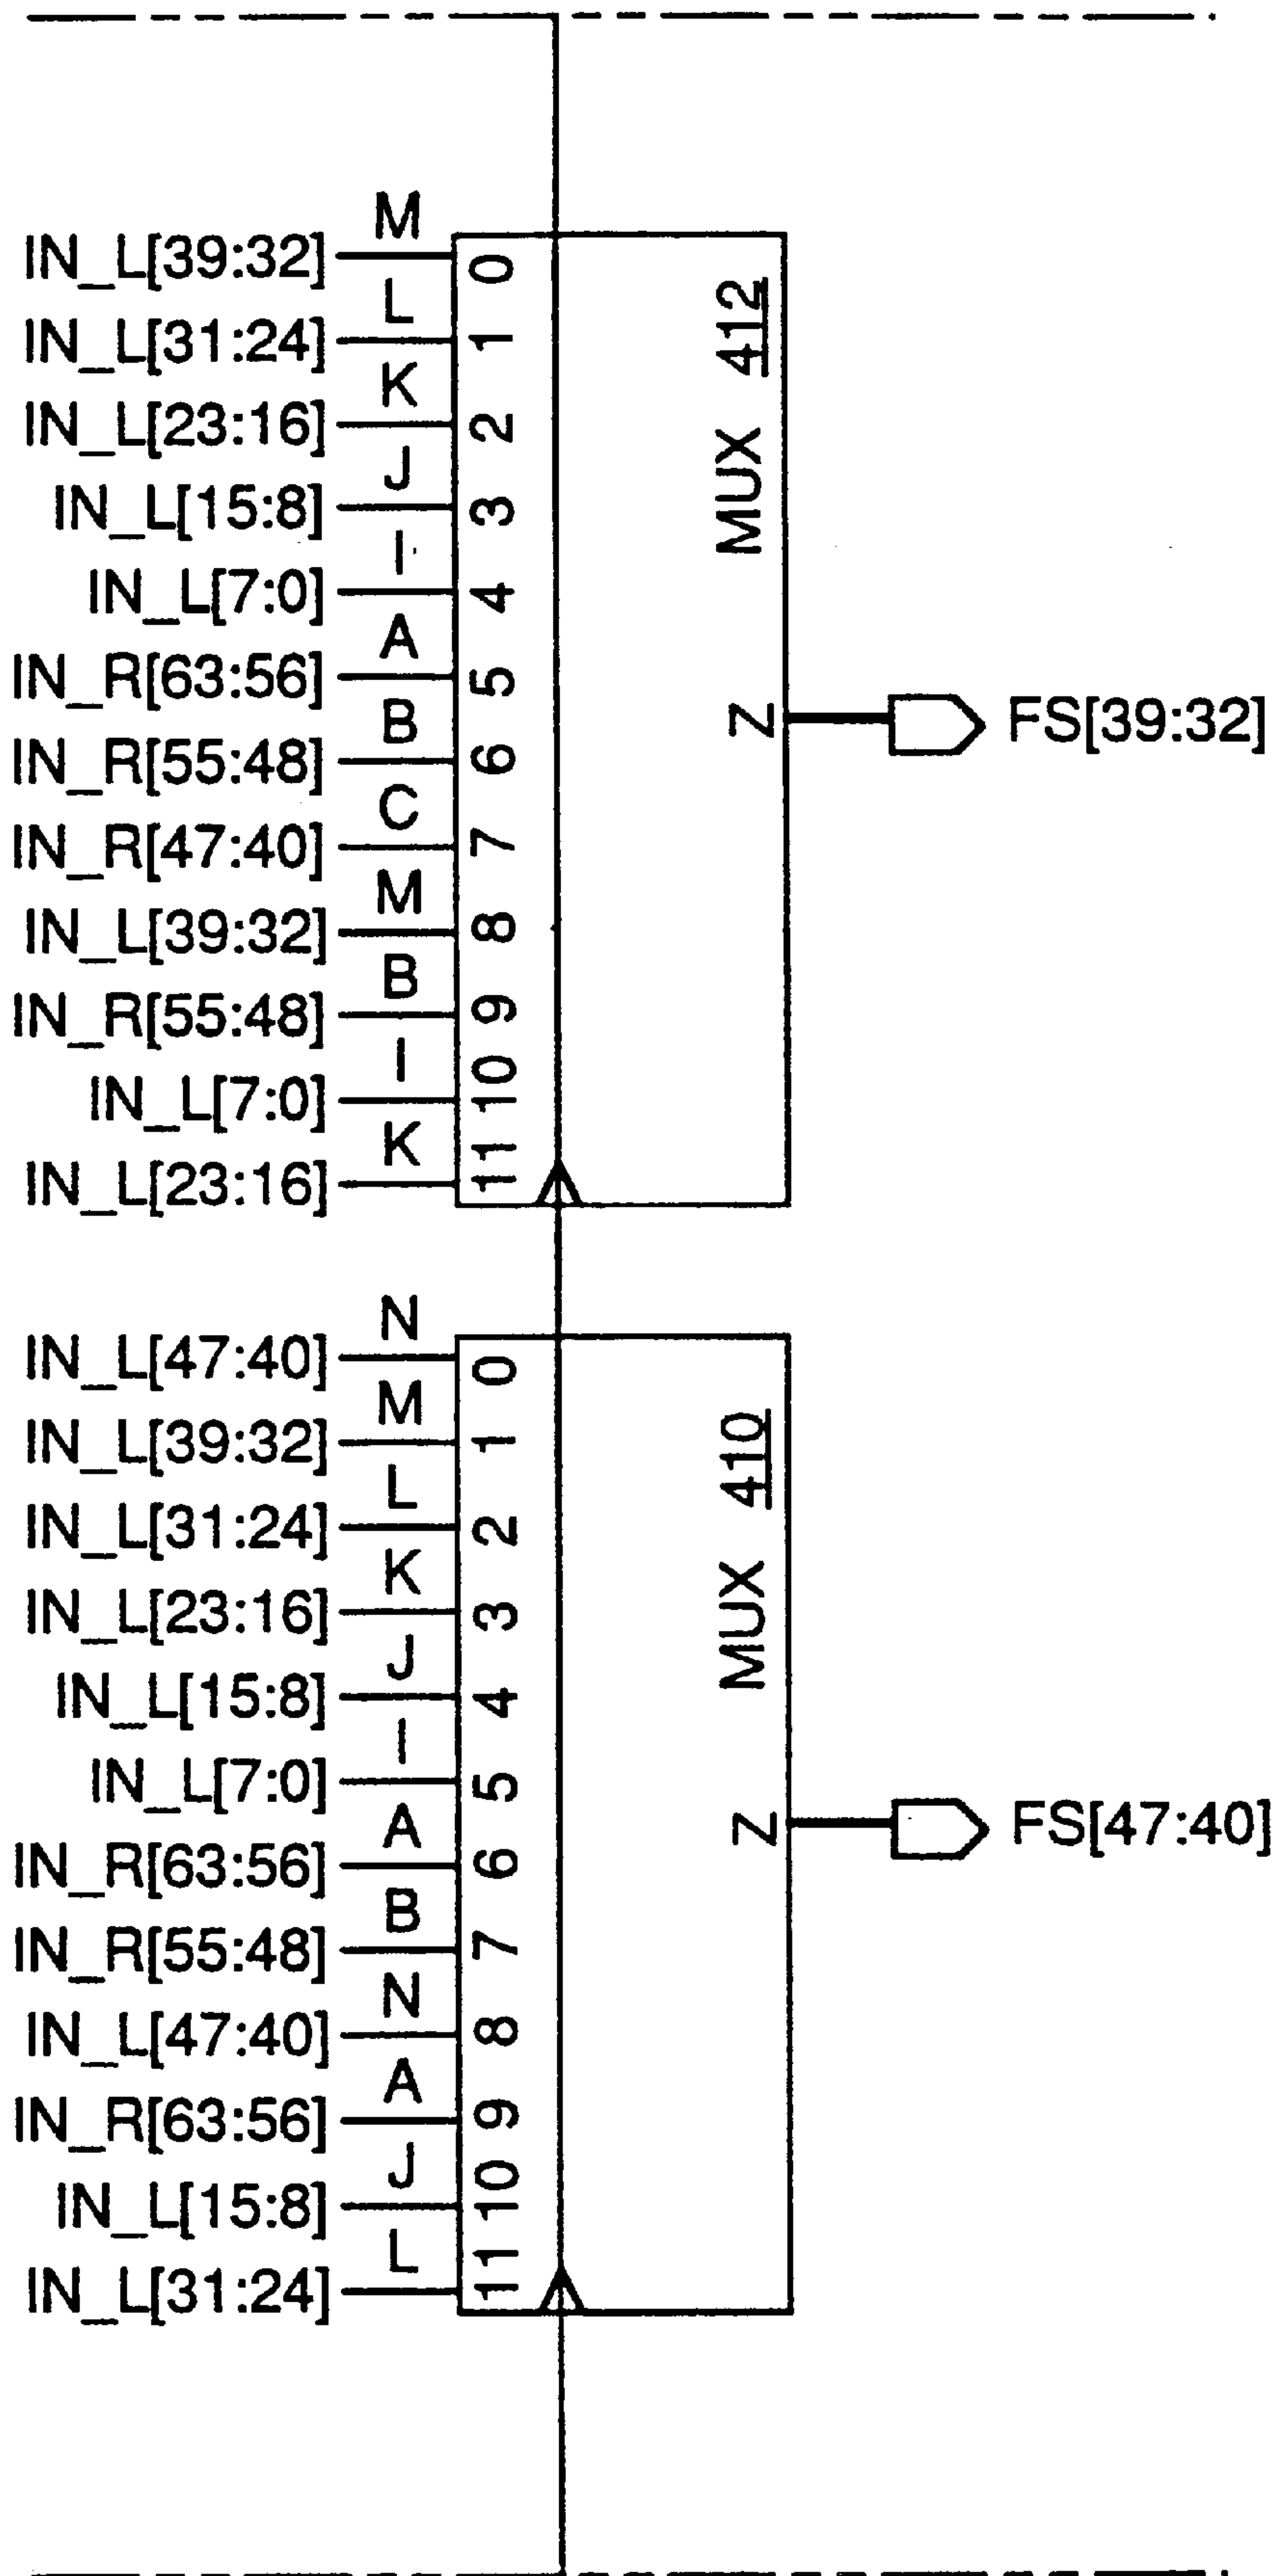 M
IN_L[39:32] 0
L
IN_L[31:24] 1
K
IN_L[23:16] 2
J
IN_L[15:8] 3
I
IN_L[7:0] 4
A
IN_R[63:56] 5
B
IN_R[55:48] 6
C
IN_R[47:40] 7
M
IN_L[39:32] 8
B
IN_R[55:48] 9
I
IN_L[7:0] 10
K
IN_L[23:16] 11
MUX 412
Z
FS[39:32]
N
IN_L[47:40] 0
M
IN_L[39:32] 1
L
IN_L[31:24] 2
K
IN_L[23:16] 3
J
IN_L[15:8] 4
I
IN_L[7:0] 5
A
IN_R[63:56] 6
B
IN_R[55:48] 7
N
IN_L[47:40] 8
A
IN_R[63:56] 9
J
IN_L[15:8] 10
L
IN_L[31:24] 11
MUX 410
Z
FS[47:40]